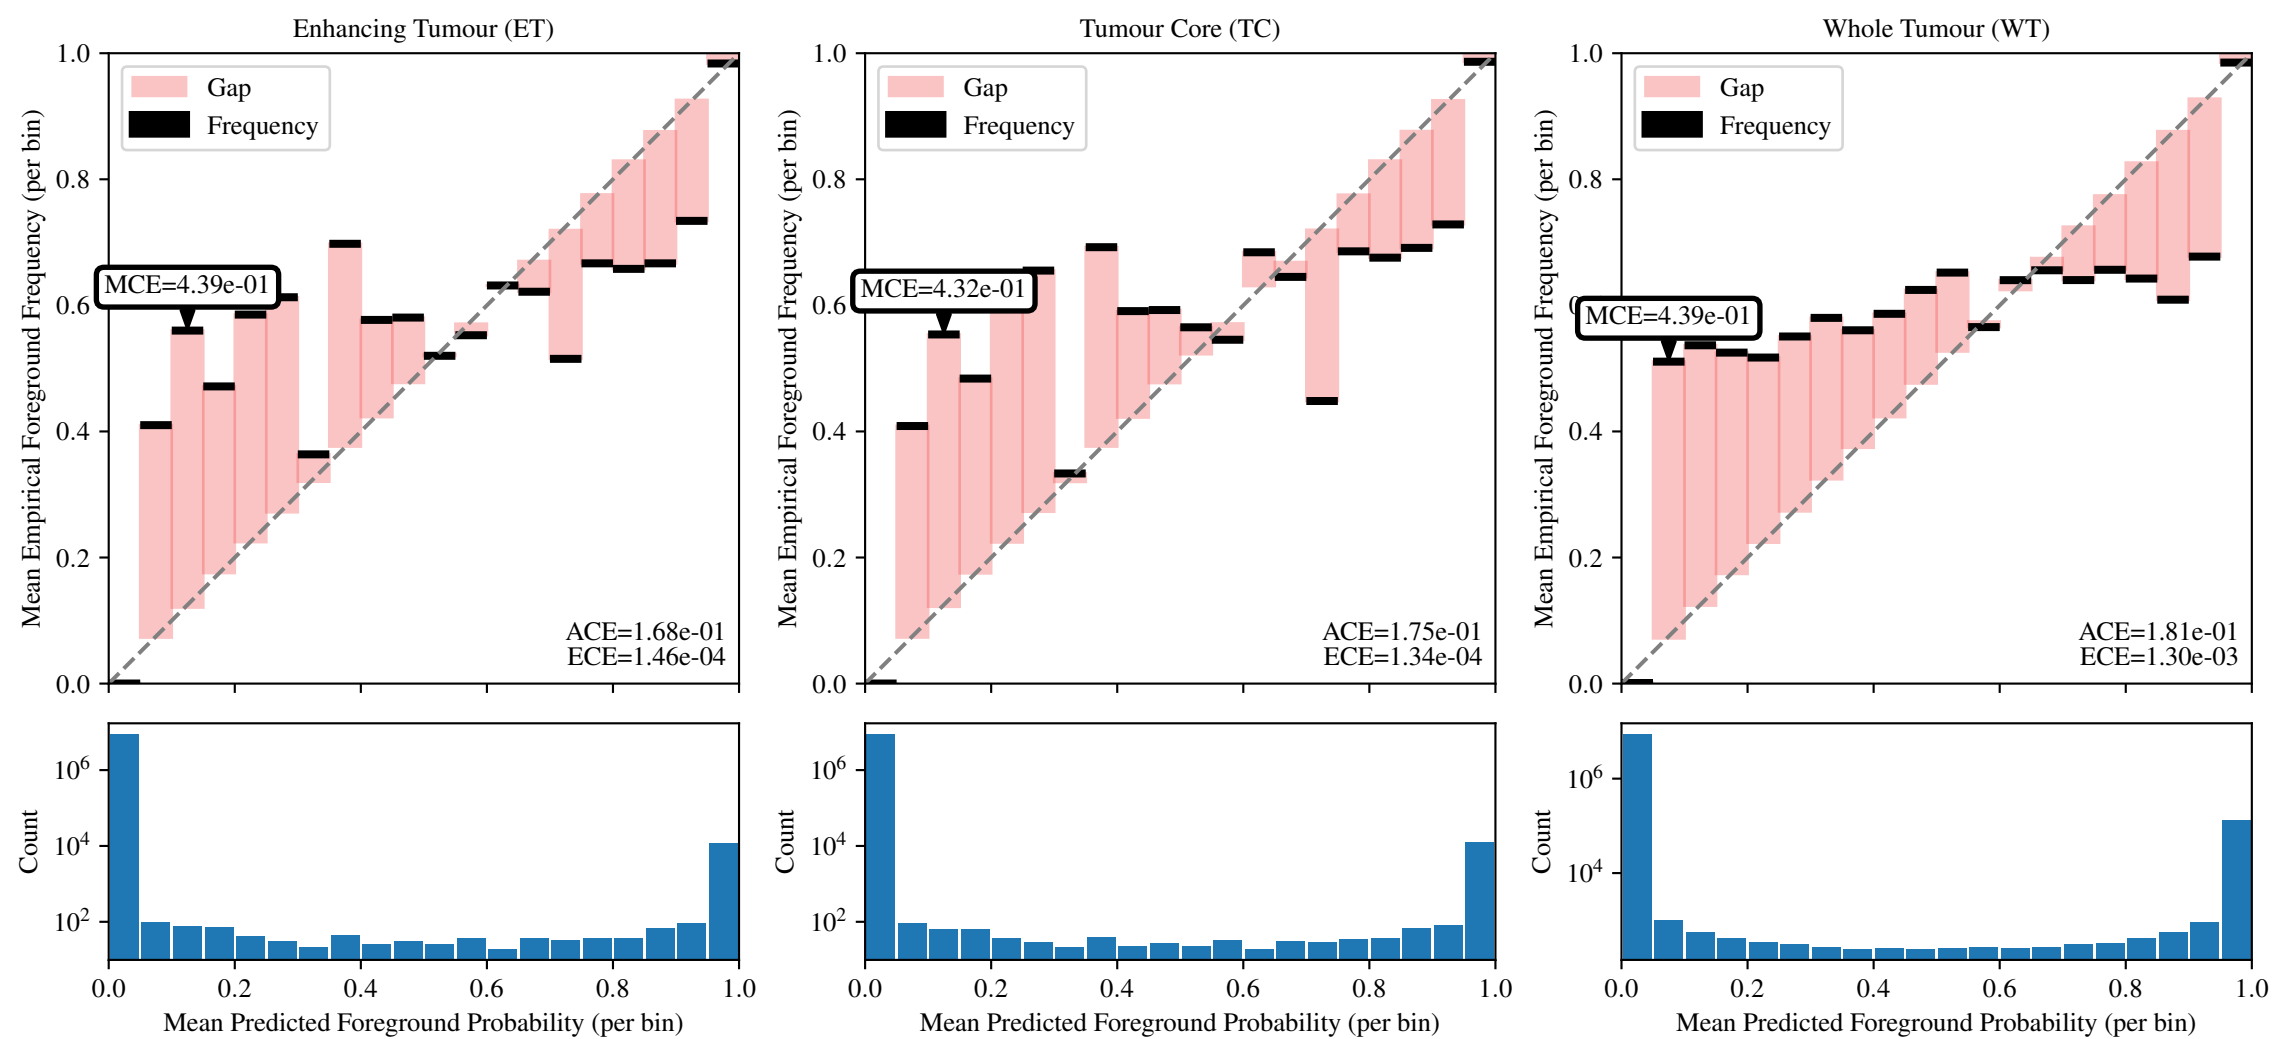 Enhancing Tumour (ET)
Mean Empirical Foreground Frequency (per bin)
1.0
0.8
0.6
0.4
0.2
0.0
Gap
Frequency
MCE=4.39e-01
ACE=1.68e-01
ECE=1.46e-04
Count
10^6
10^4
10^2
0.0 0.2 0.4 0.6 0.8 1.0
Mean Predicted Foreground Probability (per bin)
Tumour Core (TC)
Mean Empirical Foreground Frequency (per bin)
1.0
0.8
0.6
0.4
0.2
0.0
Gap
Frequency
MCE=4.32e-01
ACE=1.75e-01
ECE=1.34e-04
Count
10^6
10^4
10^2
0.0 0.2 0.4 0.6 0.8 1.0
Mean Predicted Foreground Probability (per bin)
Whole Tumour (WT)
Mean Empirical Foreground Frequency (per bin)
1.0
0.8
0.4
0.2
0.0
Gap
Frequency
MCE=4.39e-01
ACE=1.81e-01
ECE=1.30e-03
Count
10^6
10^4
0.0 0.2 0.4 0.6 0.8 1.0
Mean Predicted Foreground Probability (per bin)